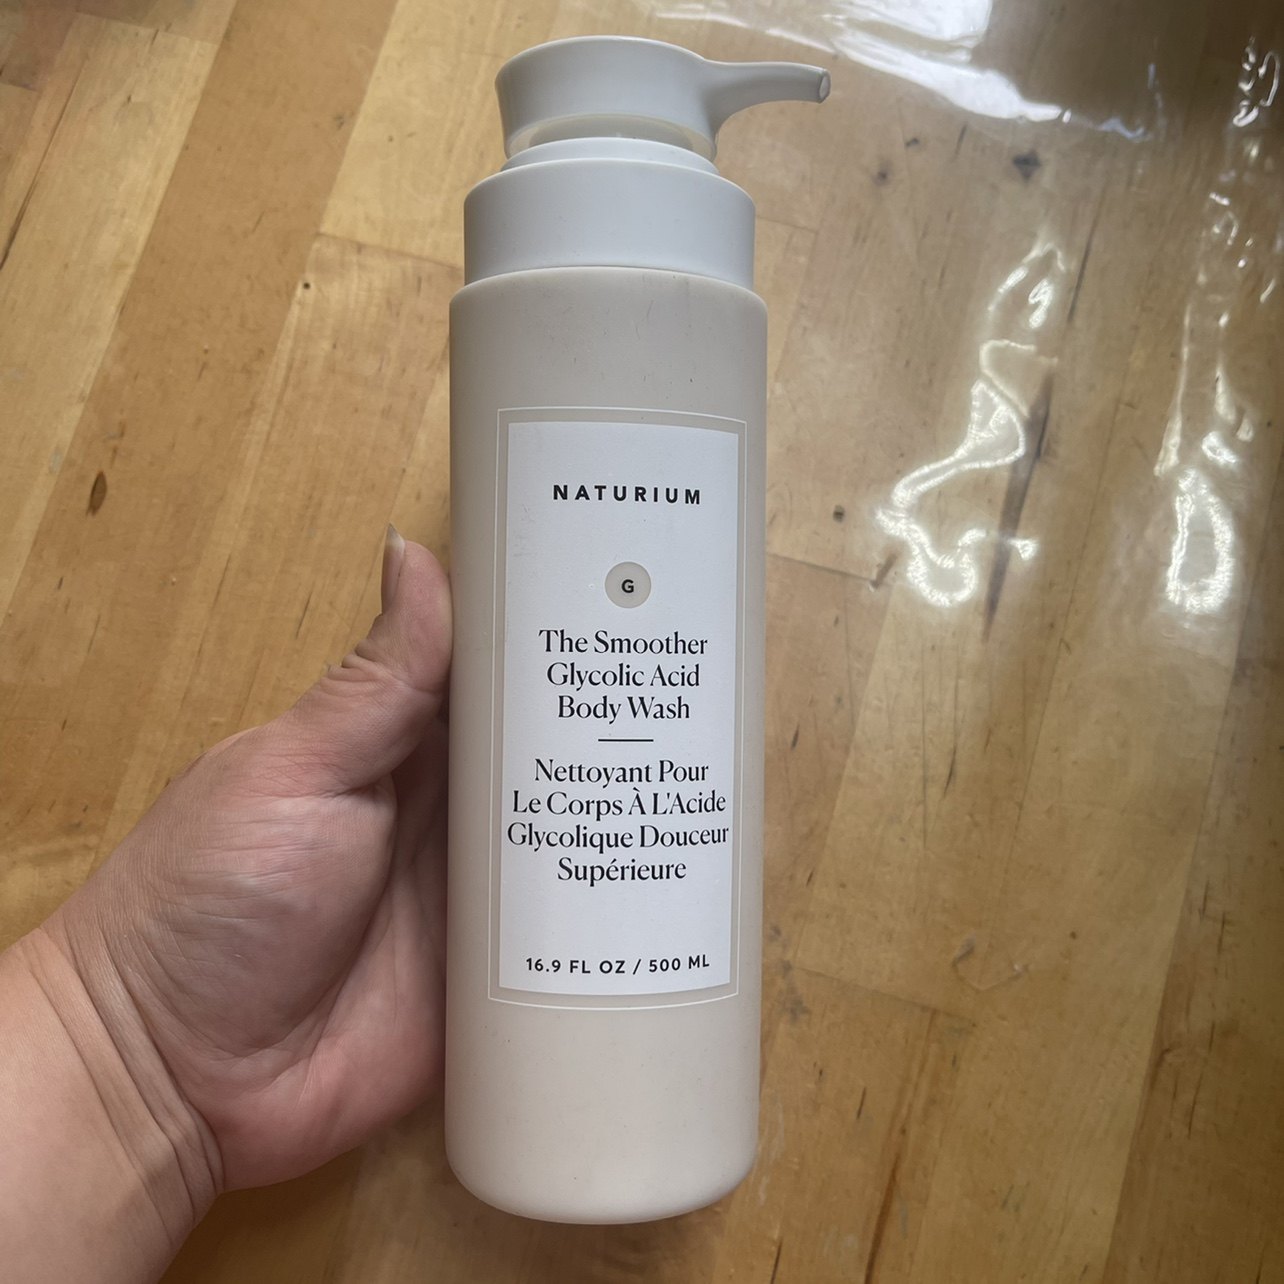 NATURIUM
G
The Smoother
Glycolic Acid
Body Wash
Nettoyant Pour
Le Corps À L'Acide
Glycolique Douceur
Supérieure
16.9 FL OZ / 500 ML